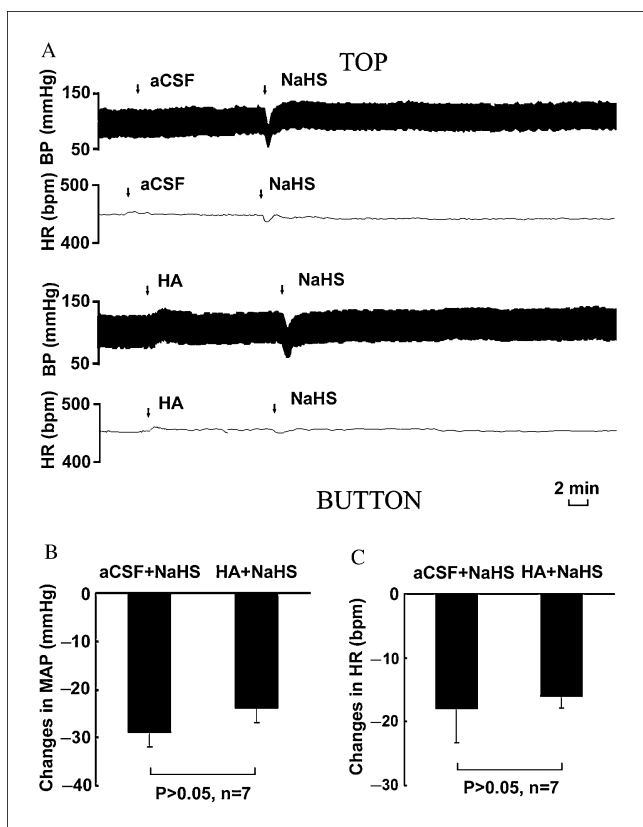 A
TOP
aCSF NaHS
BP (mmHg)
150
50
aCSF NaHS
HR (bpm)
500
400
HA NaHS
BP (mmHg)
150
50
HA NaHS
HR (bpm)
450
400
2 min
BUTTON
B
aCSF+NaHS HA+NaHS
Changes in MAP (mmHg)
0
–10
–20
–30
–40
P>0.05, n=7
C
aCSF+NaHS HA+NaHS
Changes in HR (bpm)
0
–10
–20
–30
P>0.05, n=7